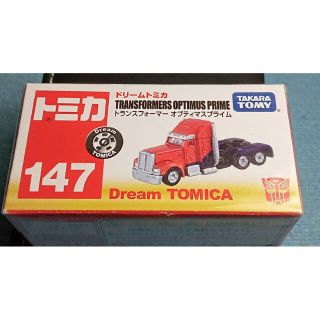 ドリームトミカ
TRANSFORMERS OPTIMUS PRIME
トランスフォーマー オプティマスプライム
TAKARA
TOMY
トミカ
Dream
TOMICA
147
Dream TOMICA